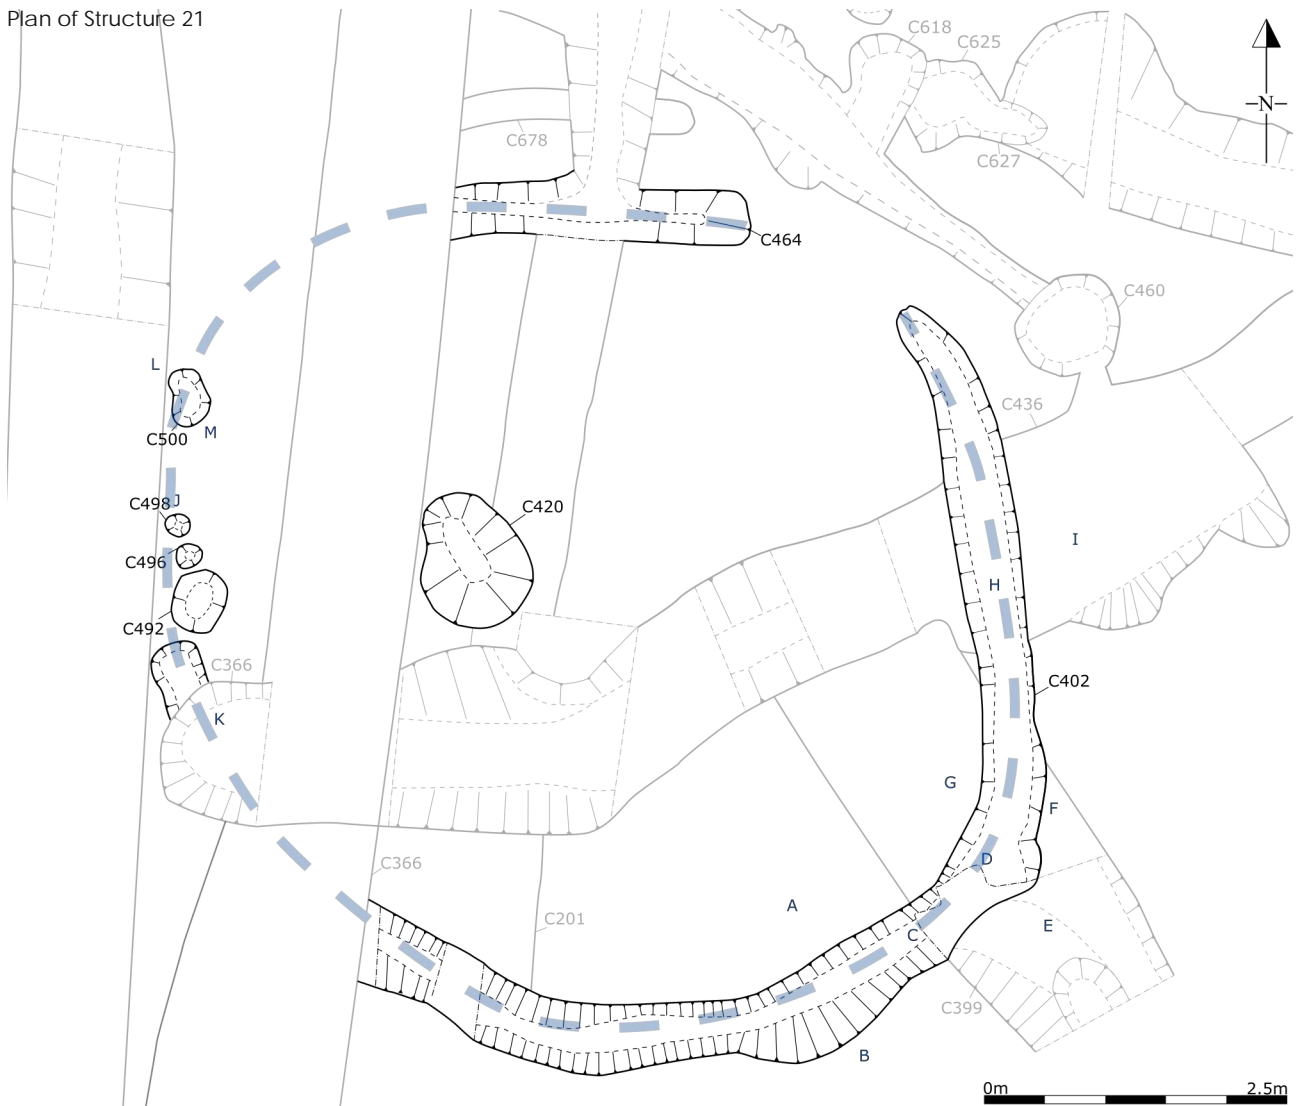 Plan of Structure 21
C618
C625
N
C678
C627
C464
C460
L
C436
C500
M
C498
J
C420
I
C496
H
C492
C366
C402
K
G
F
C366
D
A
C201
E
C
C399
B
0m
2.5m